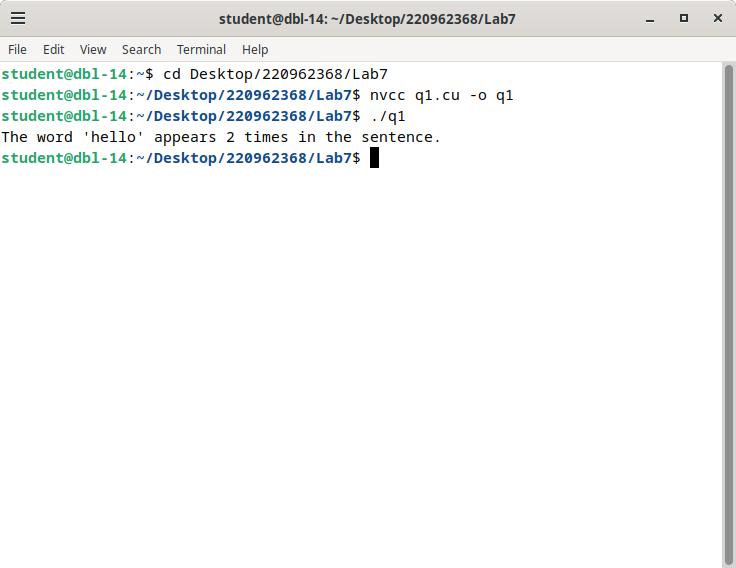 student@dbl-14: ~/Desktop/220962368/Lab7
File Edit View Search Terminal Help
student@dbl-14:~$ cd Desktop/220962368/Lab7
student@dbl-14:~/Desktop/220962368/Lab7$ nvcc q1.cu -o q1
student@dbl-14:~/Desktop/220962368/Lab7$ ./q1
The word 'hello' appears 2 times in the sentence.
student@dbl-14:~/Desktop/220962368/Lab7$